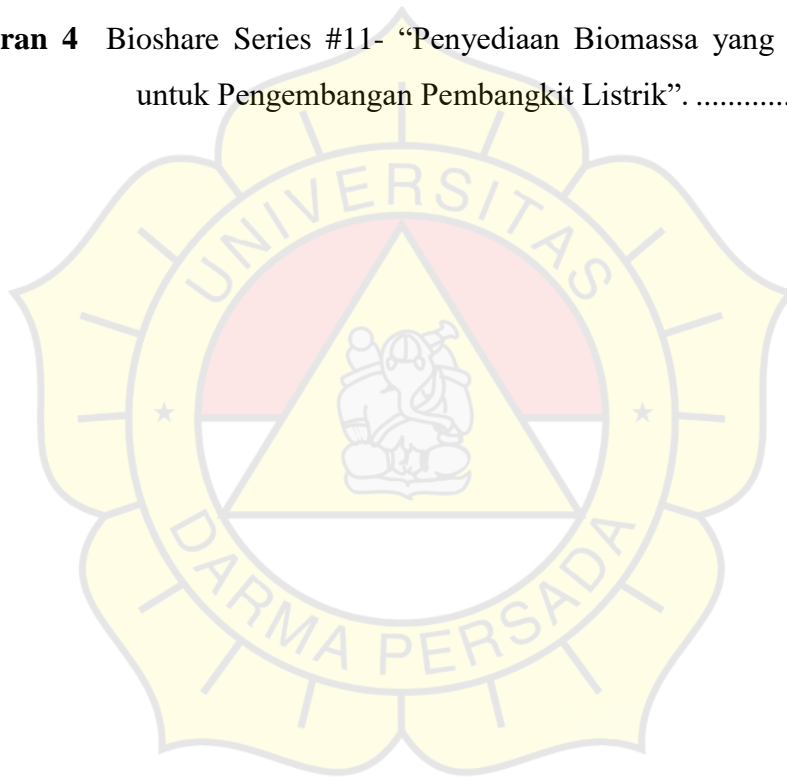 ran 4 Bioshare Series #11- “Penyediaan Biomassa yang
untuk Pengembangan Pembangkit Listrik”. ............
UNIVERSITAS
DARMA PERSADA